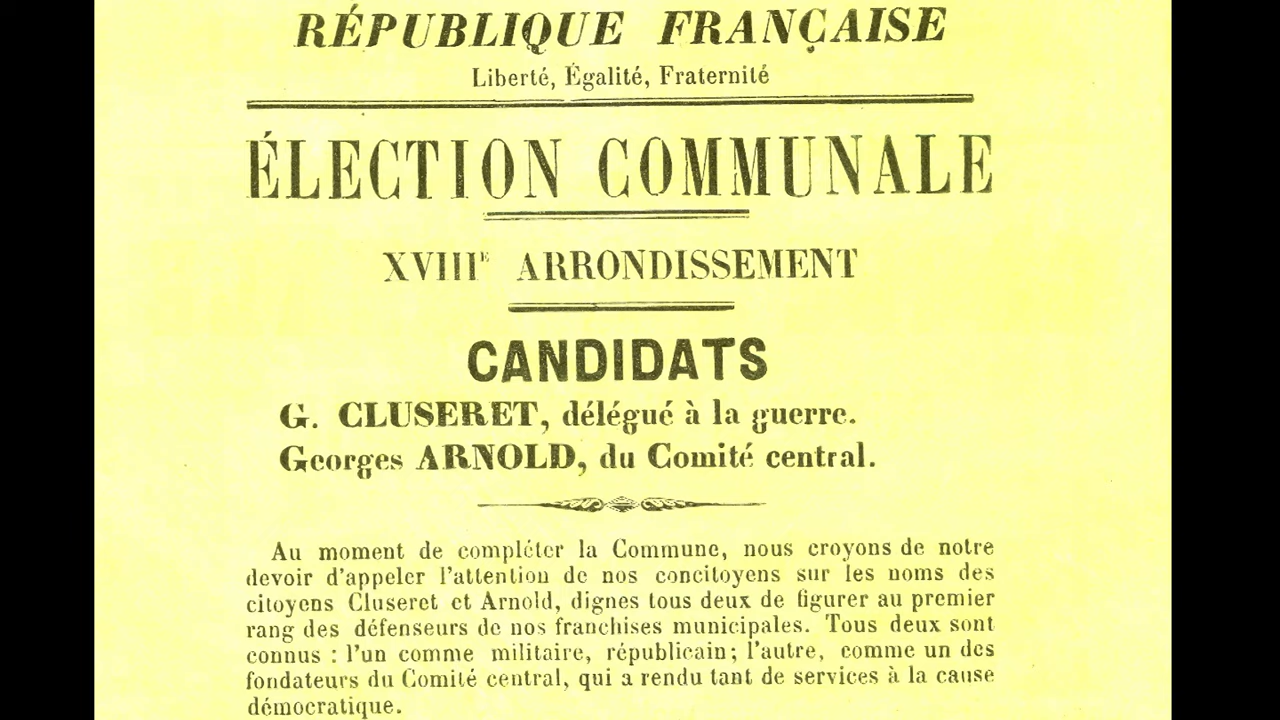 RÉPUBLIQUE FRANÇAISE
Liberté, Égalité, Fraternité
ÉLECTION COMMUNALE
XVIIIE ARRONDISSEMENT
CANDIDATS
G. CLUSERET, délégué à la guerre.
Georges ARNOLD, du Comité central.
Au moment de compléter la Commune, nous croyons de notre
devoir d'appeler l'attention de nos concitoyens sur les noms des
citoyens Cluseret et Arnold, dignes tous deux de figurer au premier
rang des défenseurs de nos franchises municipales. Tous deux sont
connus : l'un comme militaire, républicain; l'autre, comme un des
fondateurs du Comité central, qui a rendu tant de services à la cause
démocratique.